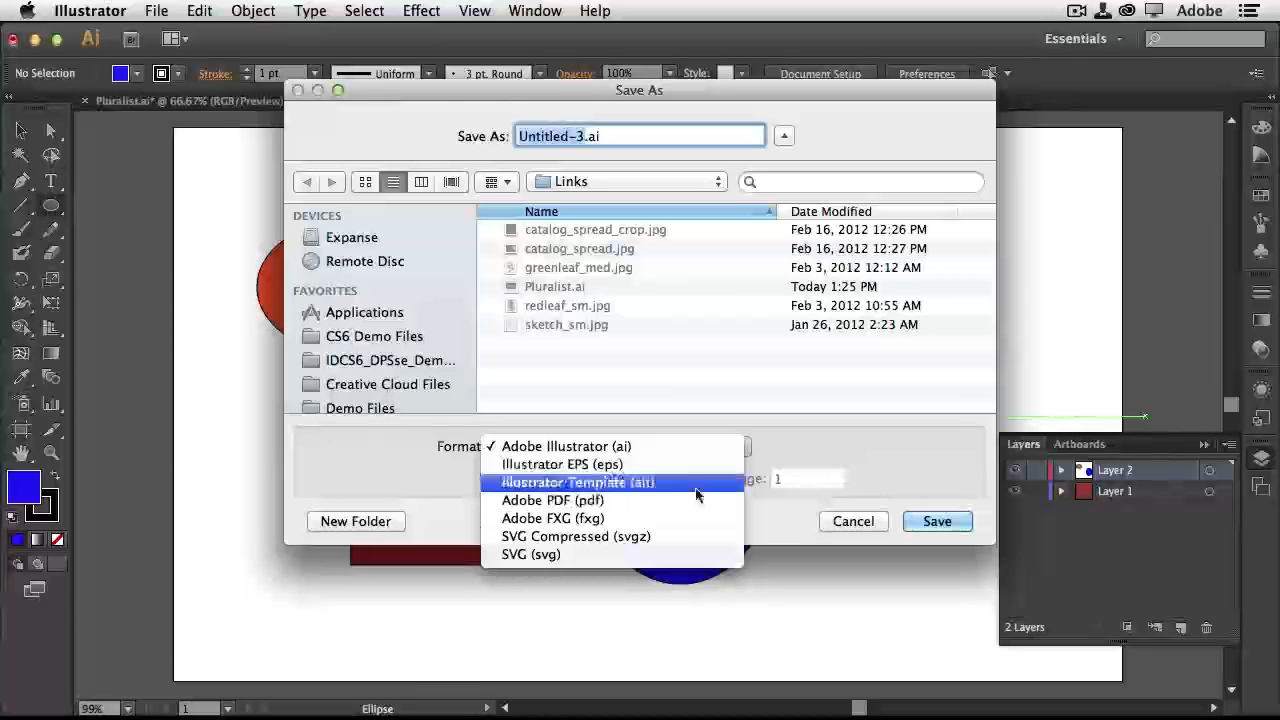 Illustrator File Edit Object Type Select Effect View Window Help Adobe
Ai Br Essentials
No Selection Stroke: 1 pt Uniform 3 pt. Round Opacity: 100% Style: Document Setup Preferences
Pluralist.ai* @ 66.67% (RGB/Preview)
Save As
Save As: Untitled-3.ai
Links
DEVICES
Expanse
Remote Disc
FAVORITES
Applications
CS6 Demo Files
IDCS6_DPSse_Dem...
Creative Cloud Files
Demo Files
Name Date Modified
catalog_spread_crop.jpg Feb 16, 2012 12:26 PM
catalog_spread.jpg Feb 16, 2012 12:27 PM
greenleaf_med.jpg Feb 3, 2012 12:12 AM
Pluralist.ai Today 1:25 PM
redleaf_sm.jpg Feb 3, 2012 10:55 AM
sketch_sm.jpg Jan 26, 2012 2:23 AM
Format ✓ Adobe Illustrator (ai)
Illustrator EPS (eps)
Illustrator Template (ait)
Adobe PDF (pdf)
Adobe FXG (fxg)
SVG Compressed (svgz)
SVG (svg)
1
New Folder Cancel Save
Layers Artboards
Layer 2
Layer 1
2 Layers
99% 1 Ellipse